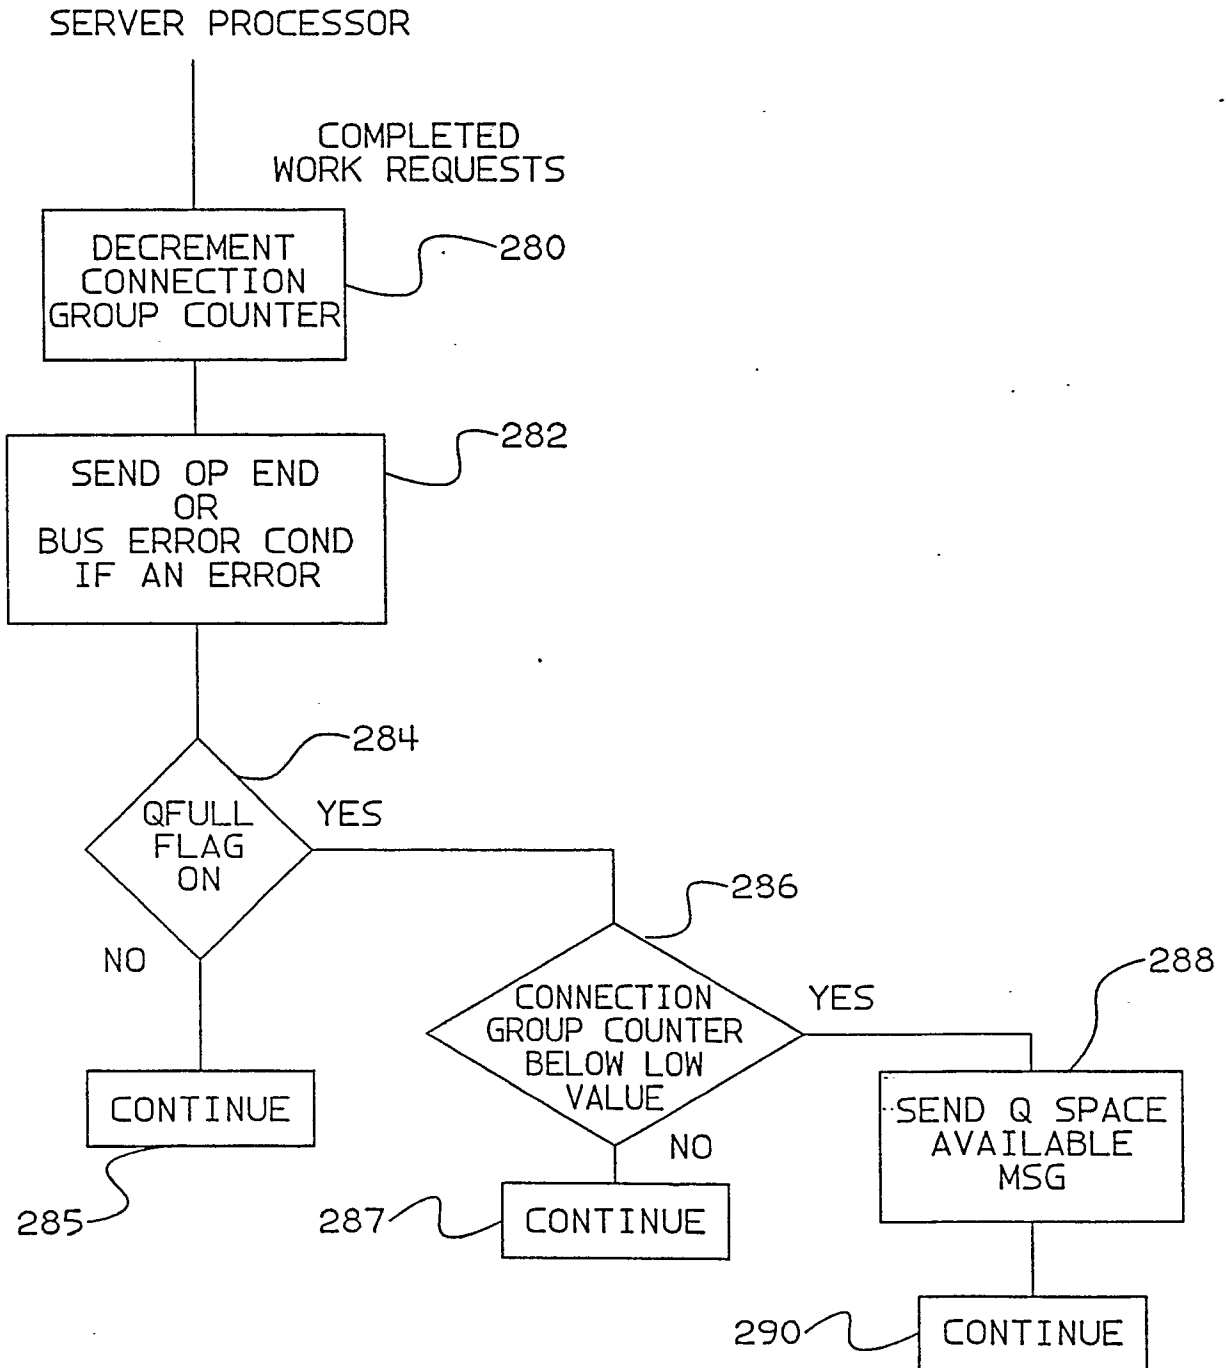 SERVER PROCESSOR
COMPLETED
WORK REQUESTS
DECREMENT
CONNECTION
GROUP COUNTER
280
SEND OP END
OR
BUS ERROR COND
IF AN ERROR
282
284
QFULL
FLAG
ON
YES
NO
286
CONNECTION
GROUP COUNTER
BELOW LOW
VALUE
YES
NO
288
SEND Q SPACE
AVAILABLE
MSG
CONTINUE
285
287
CONTINUE
290
CONTINUE